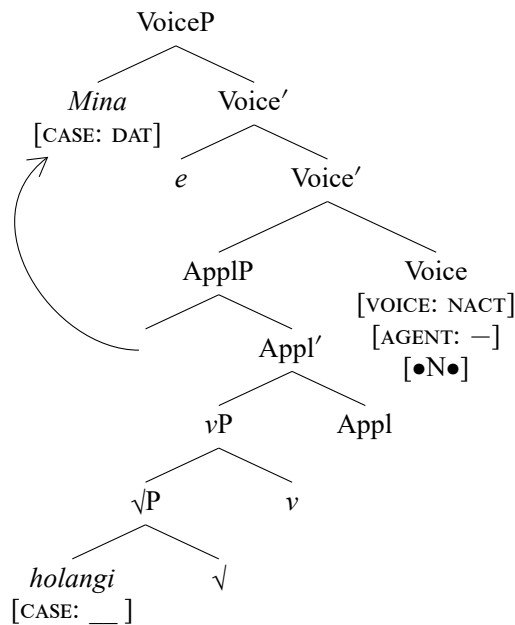 VoiceP
Mina Voice′
[CASE: DAT]
e Voice′
ApplP Voice
[VOICE: NACT]
[AGENT: –]
[•N•]
Appl′
vP Appl
√P v
holangi √
[CASE: __ ]